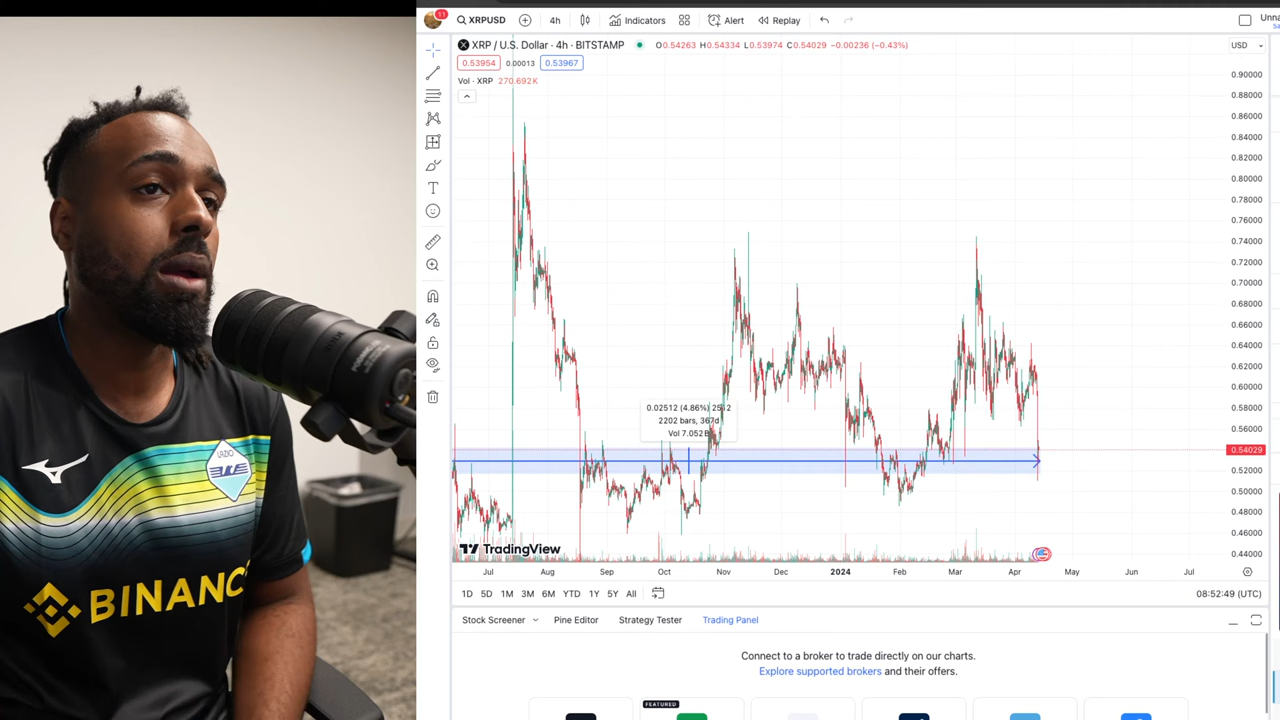 11
XRPUSD
4h
Indicators
Alert
Replay
XRP / U.S. Dollar · 4h · BITSTAMP
O0.54263 H0.54334 L0.53974 C0.54029 −0.00236 (−0.43%)
USD
0.53954 0.00013 0.53967
Vol · XRP 270.692K
0.90000
0.88000
0.86000
0.84000
0.82000
0.80000
0.78000
0.76000
0.74000
0.72000
0.70000
0.68000
0.66000
0.64000
0.62000
0.60000
0.58000
0.56000
0.54029
0.52000
0.50000
0.48000
0.46000
0.44000
0.02512 (4.86%) 2512
2202 bars, 367d
Vol 7.052B
TradingView
Jul Aug Sep Oct Nov Dec 2024 Feb Mar Apr May Jun Jul
1D 5D 1M 3M 6M YTD 1Y 5Y All
08:52:49 (UTC)
Stock Screener Pine Editor Strategy Tester Trading Panel
Connect to a broker to trade directly on our charts.
Explore supported brokers and their offers.
FEATURED
LAZIO
BINANC